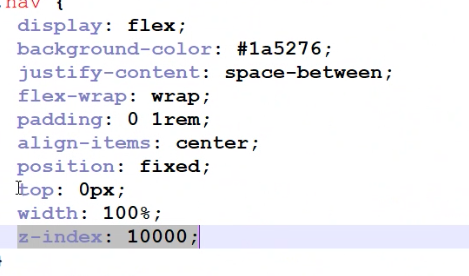 .nav {
display: flex;
background-color: #1a5276;
justify-content: space-between;
flex-wrap: wrap;
padding: 0 1rem;
align-items: center;
position: fixed;
top: 0px;
width: 100%;
z-index: 10000;